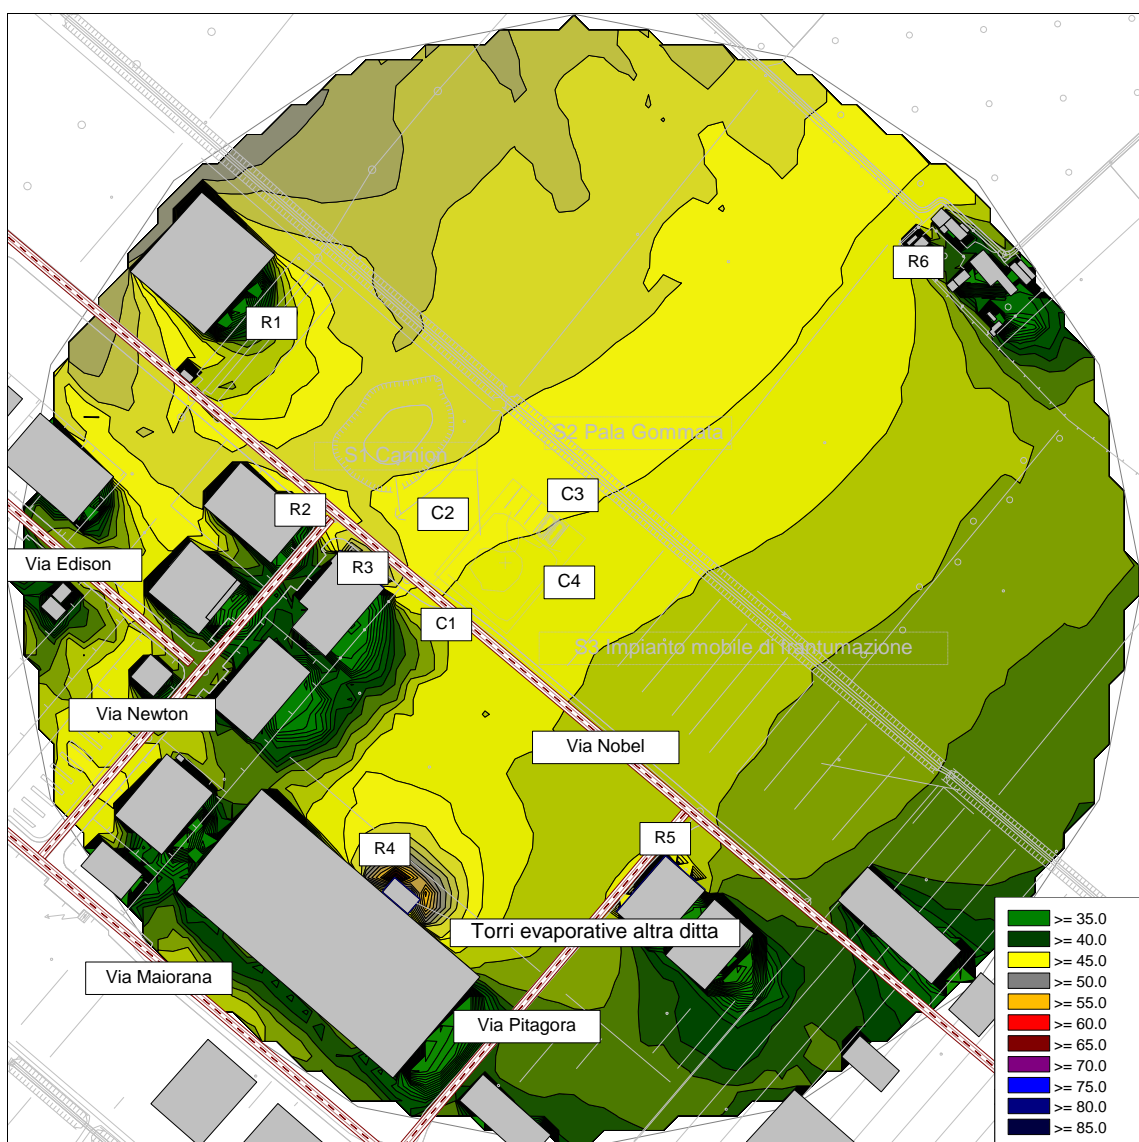 R6
R1
S2 Pala Gommata
S1 Camion
C3
R2
C2
Via Edison
R3
C4
C1
S3 Impianto mobile di frantumazione
Via Newton
Via Nobel
R5
R4
Torri evaporative altra ditta
Via Maiorana
Via Pitagora
>= 35.0
>= 40.0
>= 45.0
>= 50.0
>= 55.0
>= 60.0
>= 65.0
>= 70.0
>= 75.0
>= 80.0
>= 85.0